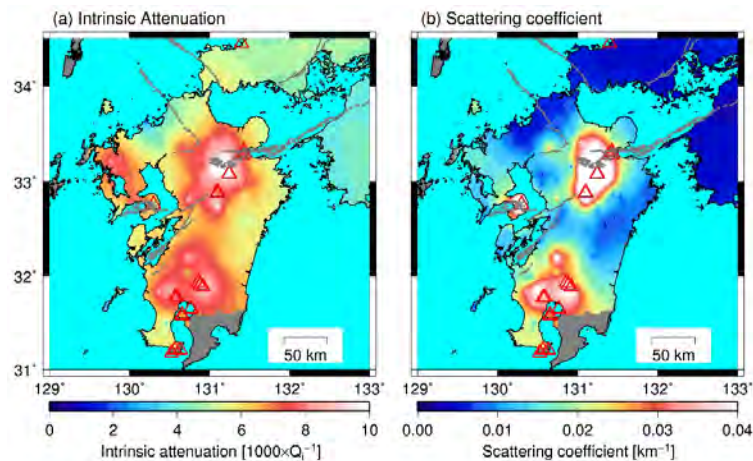 (a) Intrinsic Attenuation
(b) Scattering coefficient
34°
33°
32°
31°
50 km
50 km
129° 130° 131° 132° 133°
129° 130° 131° 132° 133°
0 2 4 6 8 10
0.00 0.01 0.02 0.03 0.04
Intrinsic attenuation [1000×Qᵢ⁻¹]
Scattering coefficient [km⁻¹]